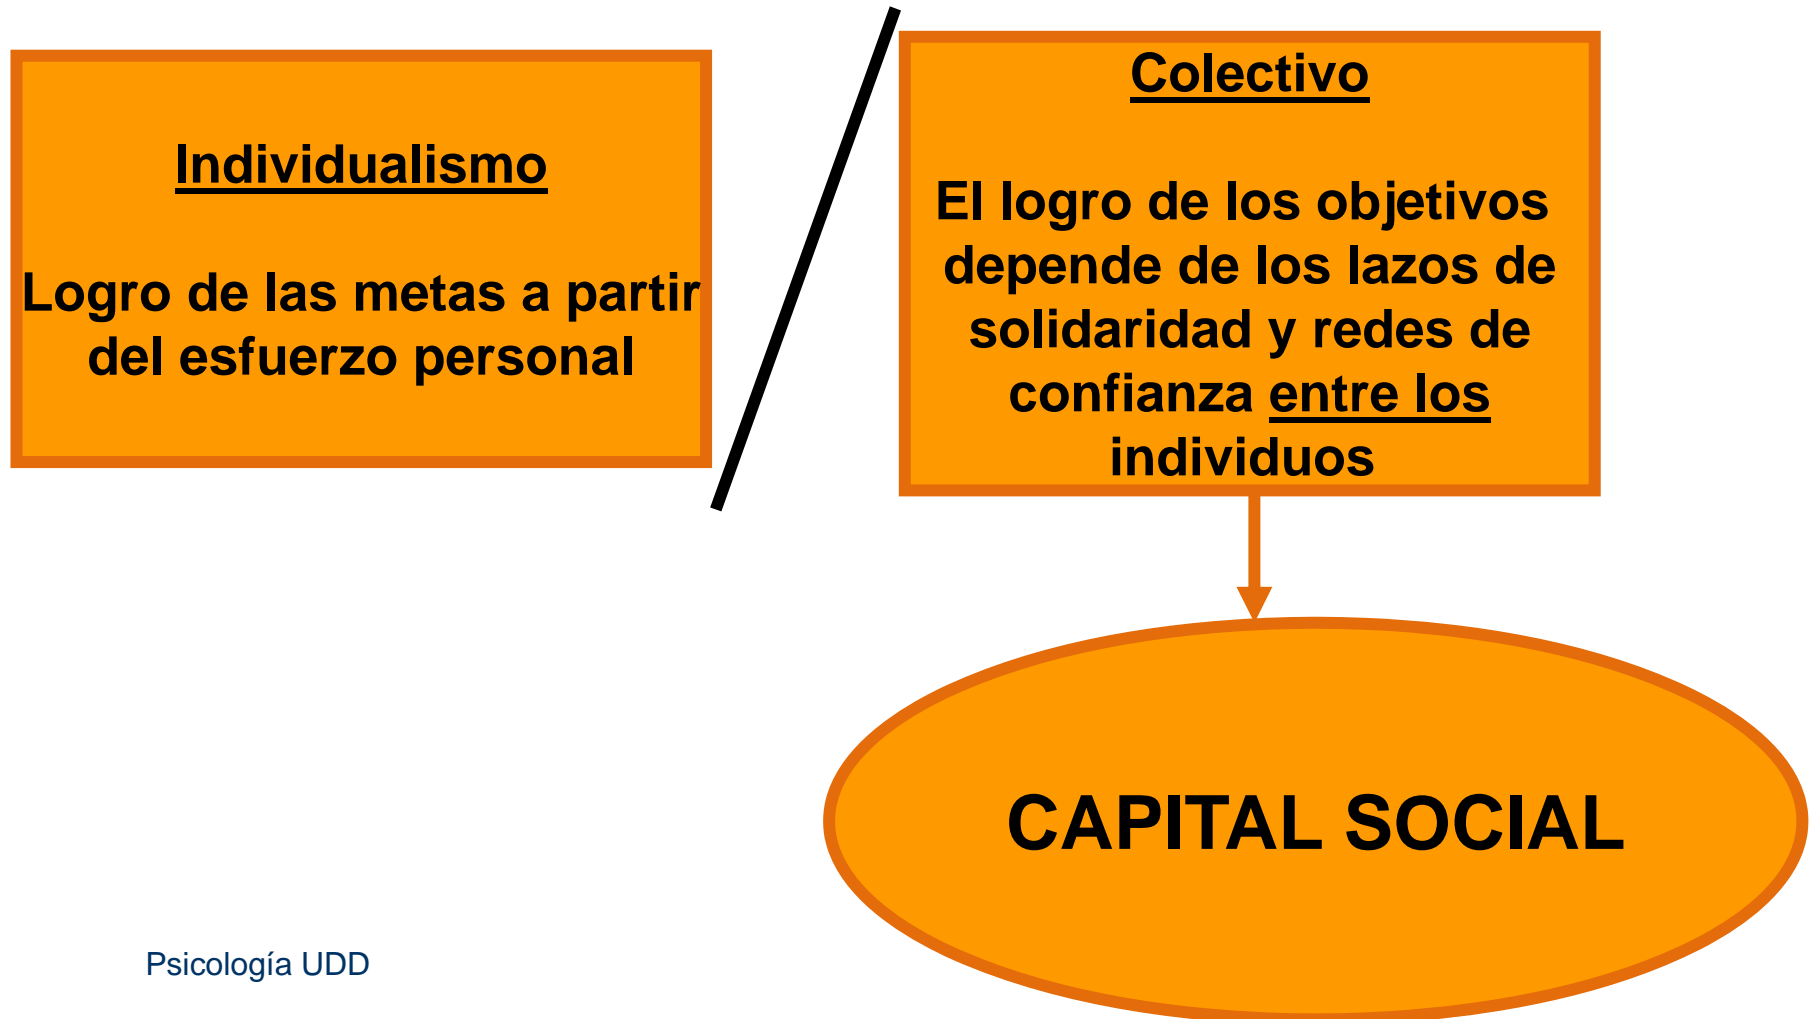 Individualismo
Logro de las metas a partir
del esfuerzo personal
Colectivo
El logro de los objetivos
depende de los lazos de
solidaridad y redes de
confianza entre los
individuos
CAPITAL SOCIAL
Psicología UDD